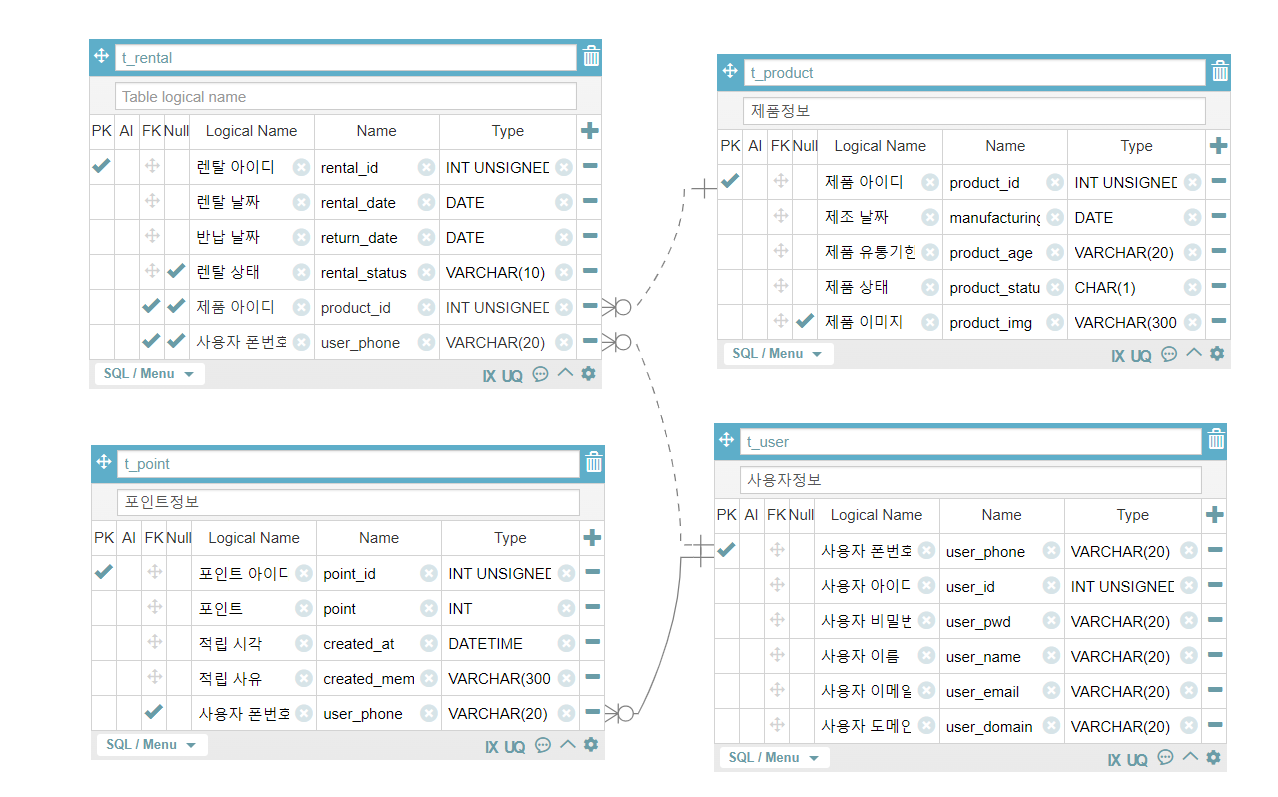 t_rental
Table logical name
PK AI FK Null Logical Name Name Type
렌탈 아이디 rental_id INT UNSIGNED
렌탈 날짜 rental_date DATE
반납 날짜 return_date DATE
렌탈 상태 rental_status VARCHAR(10)
제품 아이디 product_id INT UNSIGNED
사용자 폰번호 user_phone VARCHAR(20)
SQL / Menu IX UQ
t_product
제품정보
PK AI FK Null Logical Name Name Type
제품 아이디 product_id INT UNSIGNED
제조 날짜 manufacturing DATE
제품 유통기한 product_age VARCHAR(20)
제품 상태 product_statu CHAR(1)
제품 이미지 product_img VARCHAR(300
SQL / Menu IX UQ
t_point
포인트정보
PK AI FK Null Logical Name Name Type
포인트 아이디 point_id INT UNSIGNED
포인트 point INT
적립 시각 created_at DATETIME
적립 사유 created_mem VARCHAR(300
사용자 폰번호 user_phone VARCHAR(20)
SQL / Menu IX UQ
t_user
사용자정보
PK AI FK Null Logical Name Name Type
사용자 폰번호 user_phone VARCHAR(20)
사용자 아이디 user_id INT UNSIGNED
사용자 비밀번 user_pwd VARCHAR(20)
사용자 이름 user_name VARCHAR(20)
사용자 이메일 user_email VARCHAR(20)
사용자 도메인 user_domain VARCHAR(20)
SQL / Menu IX UQ